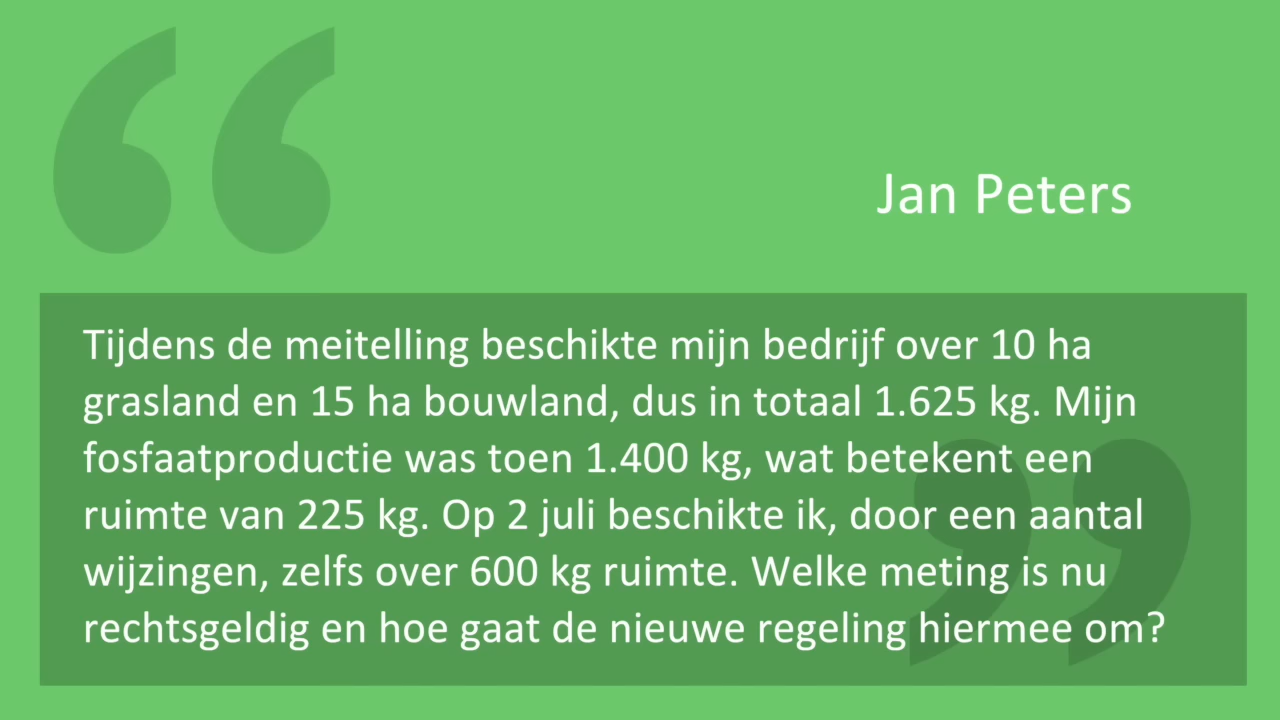 Jan Peters
Tijdens de meitelling beschikte mijn bedrijf over 10 ha
grasland en 15 ha bouwland, dus in totaal 1.625 kg. Mijn
fosfaatproductie was toen 1.400 kg, wat betekent een
ruimte van 225 kg. Op 2 juli beschikte ik, door een aantal
wijzingen, zelfs over 600 kg ruimte. Welke meting is nu
rechtsgeldig en hoe gaat de nieuwe regeling hiermee om?